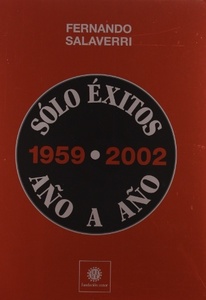 FERNANDO
SALAVERRI
SÓLO ÉXITOS
1959 • 2002
AÑO A AÑO